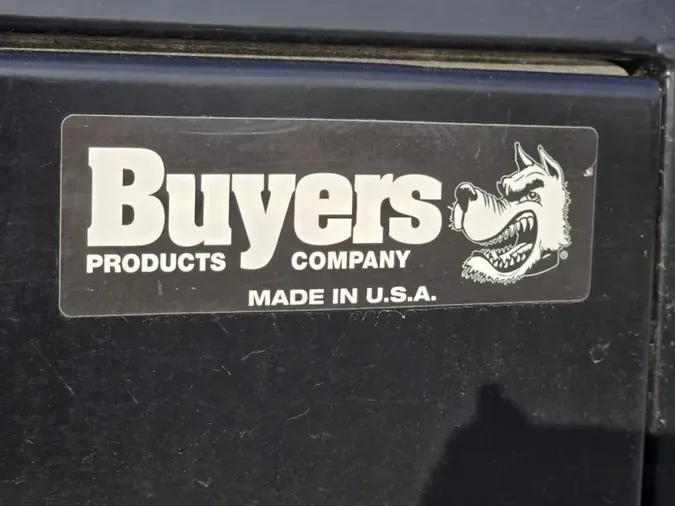 Buyers
PRODUCTS COMPANY
MADE IN U.S.A.
®